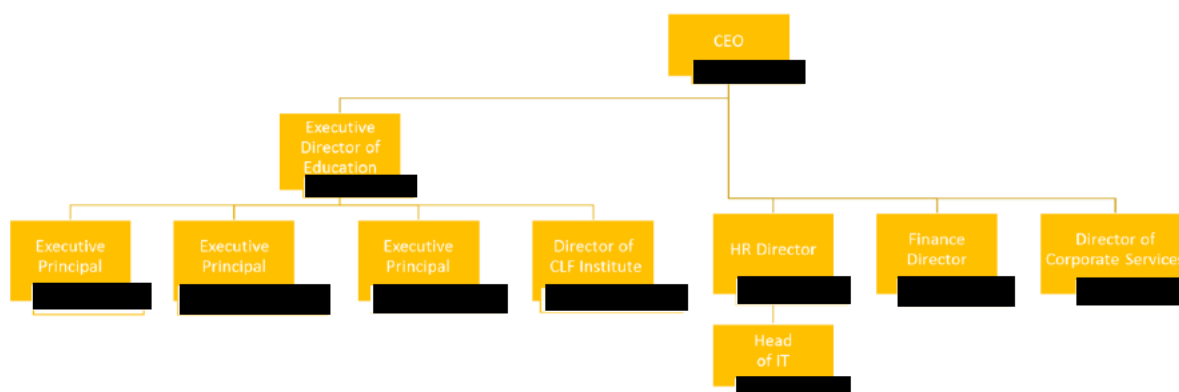 CEO
Executive
Director of
Education
Executive
Principal
Executive
Principal
Executive
Principal
Director of
CLF Institute
HR Director
Finance
Director
Director of
Corporate Services
Head
of IT